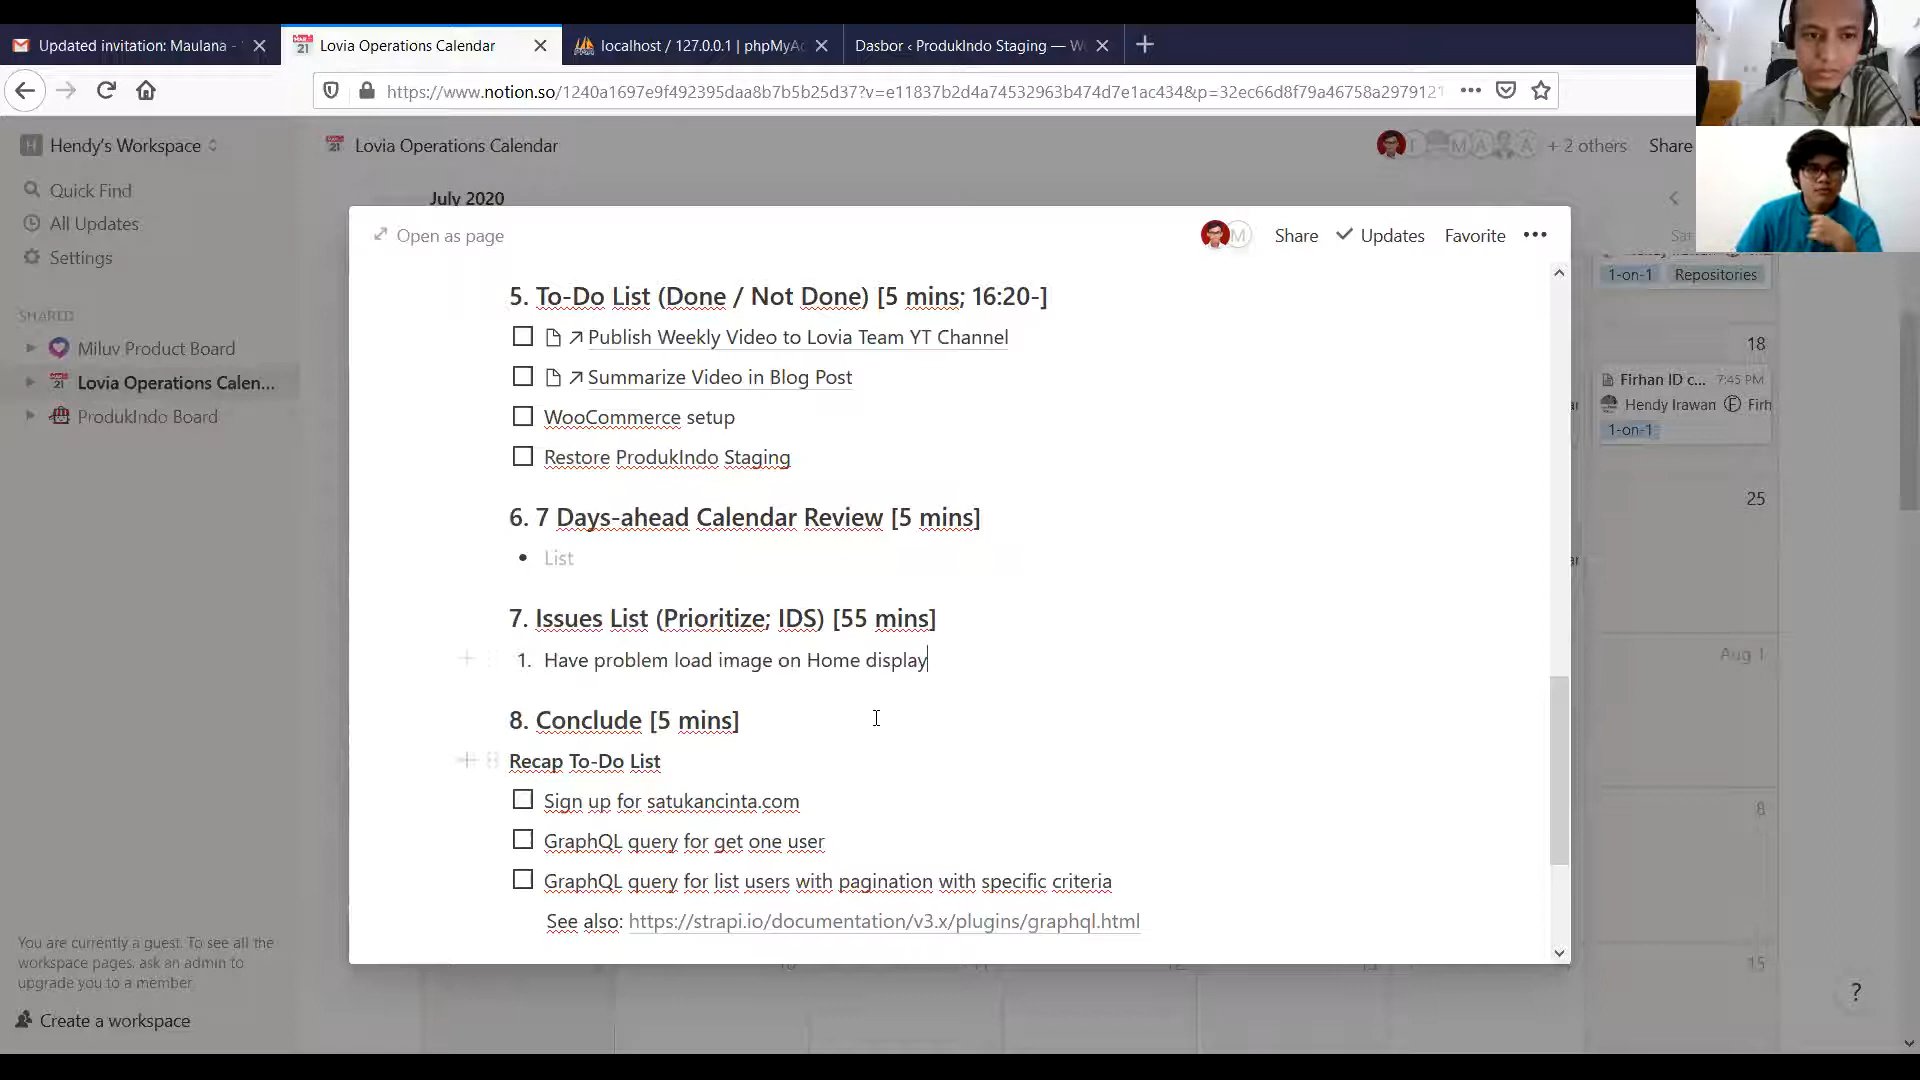 Updated invitation: Maulana -
Lovia Operations Calendar
localhost / 127.0.0.1 | phpMyAc
Dasbor ‹ ProdukIndo Staging — W
https://www.notion.so/1240a1697e9f492395daa8b7b5b25d37?v=e11837b2d4a74532963b474d7e1ac434&p=32ec66d8f79a46758a2979121
H Hendy's Workspace
Lovia Operations Calendar
+ 2 others
Share
Quick Find
All Updates
Settings
SHARED
Miluv Product Board
Lovia Operations Calen...
ProdukIndo Board
July 2020
Sat
Open as page
M
Share
Updates
Favorite
5. To-Do List (Done / Not Done) [5 mins; 16:20-]
Publish Weekly Video to Lovia Team YT Channel
Summarize Video in Blog Post
WooCommerce setup
Restore ProdukIndo Staging
6. 7 Days-ahead Calendar Review [5 mins]
• List
7. Issues List (Prioritize; IDS) [55 mins]
1. Have problem load image on Home display
8. Conclude [5 mins]
Recap To-Do List
Sign up for satukancinta.com
GraphQL query for get one user
GraphQL query for list users with pagination with specific criteria
See also: https://strapi.io/documentation/v3.x/plugins/graphql.html
1-on-1
Repositories
18
Firhan ID c...
7:45 PM
Hendy Irawan
F Firh
1-on-1
25
Aug 1
8
15
You are currently a guest. To see all the
workspace pages, ask an admin to
upgrade you to a member.
Create a workspace
?